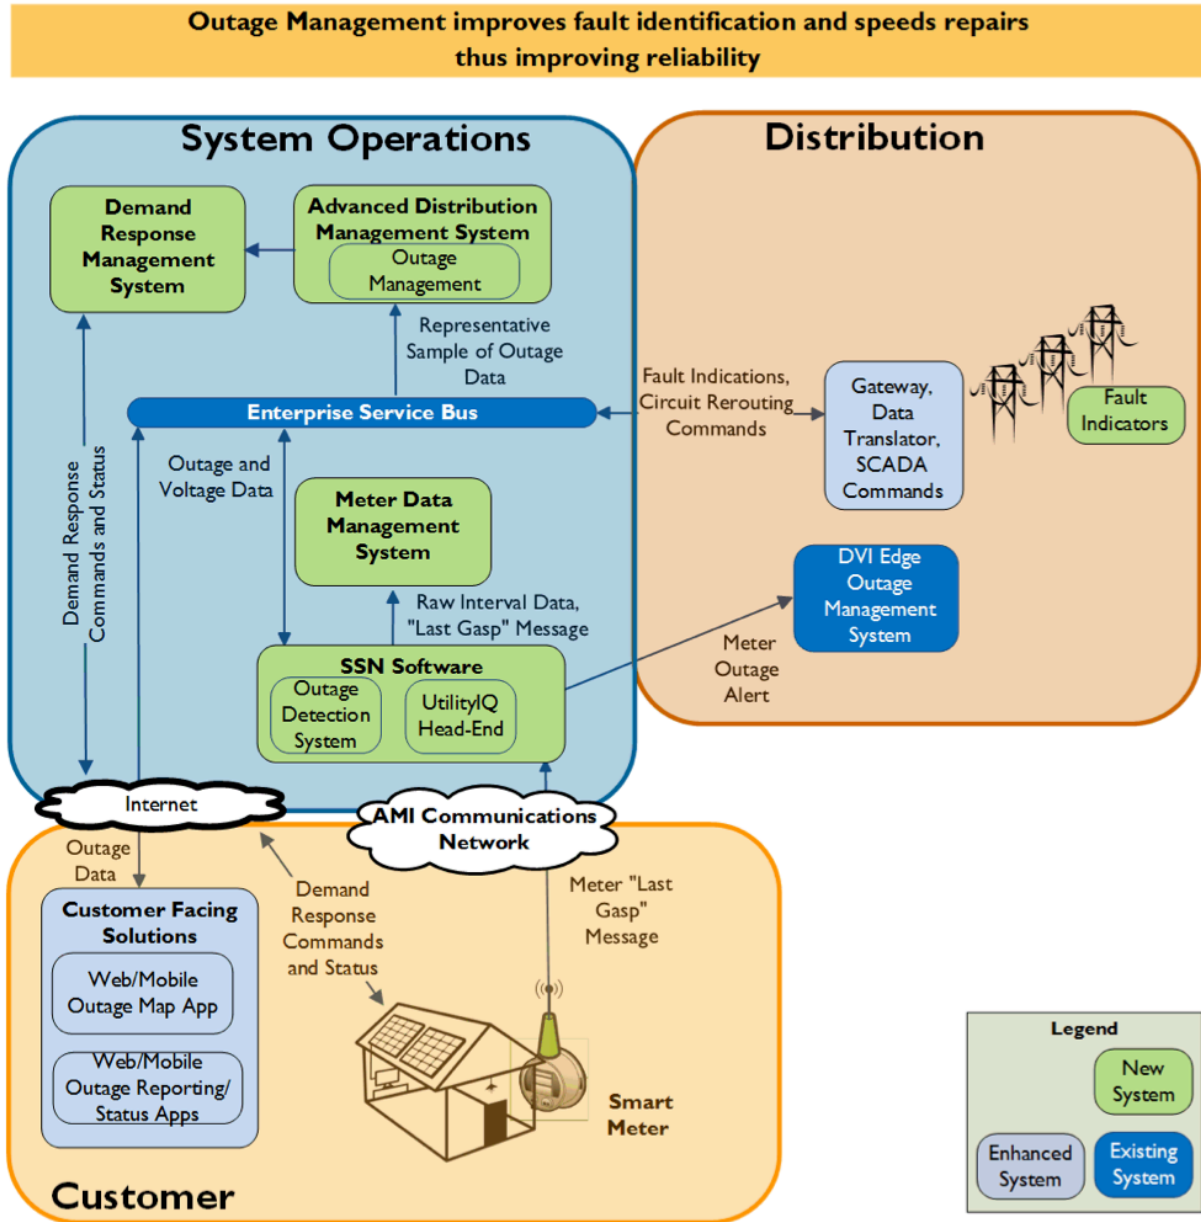 Outage Management improves fault identification and speeds repairs
thus improving reliability
System Operations
Distribution
Demand
Response
Management
System
Advanced Distribution
Management System
Outage
Management
Representative
Sample of Outage
Data
Enterprise Service Bus
Fault Indications,
Circuit Rerouting
Commands
Gateway,
Data
Translator,
SCADA
Commands
Fault
Indicators
Demand Response
Commands and Status
Outage and
Voltage Data
Meter Data
Management
System
DVI Edge
Outage
Management
System
Raw Interval Data,
"Last Gasp" Message
SSN Software
Outage
Detection
System
UtilityIQ
Head-End
Meter
Outage
Alert
Internet
AMI Communications
Network
Outage
Data
Customer Facing
Solutions
Web/Mobile
Outage Map App
Web/Mobile
Outage Reporting/
Status Apps
Demand
Response
Commands
and Status
Meter "Last
Gasp"
Message
Smart
Meter
Customer
Legend
New
System
Enhanced
System
Existing
System